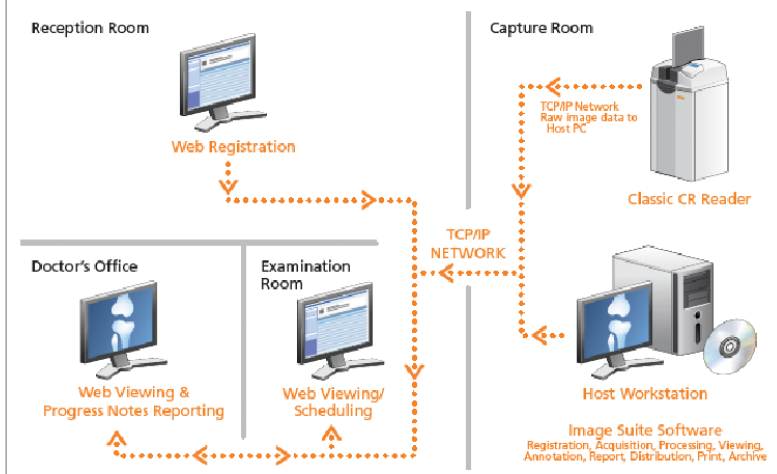 Reception Room
Web Registration
Capture Room
TCP/IP Network
Raw image data to
Host PC
Classic CR Reader
TCP/IP
NETWORK
Doctor's Office
Web Viewing &
Progress Notes Reporting
Examination
Room
Web Viewing/
Scheduling
Host Workstation
Image Suite Software
Registration, Acquisition, Processing, Viewing,
Annotation, Report, Distribution, Print, Archive